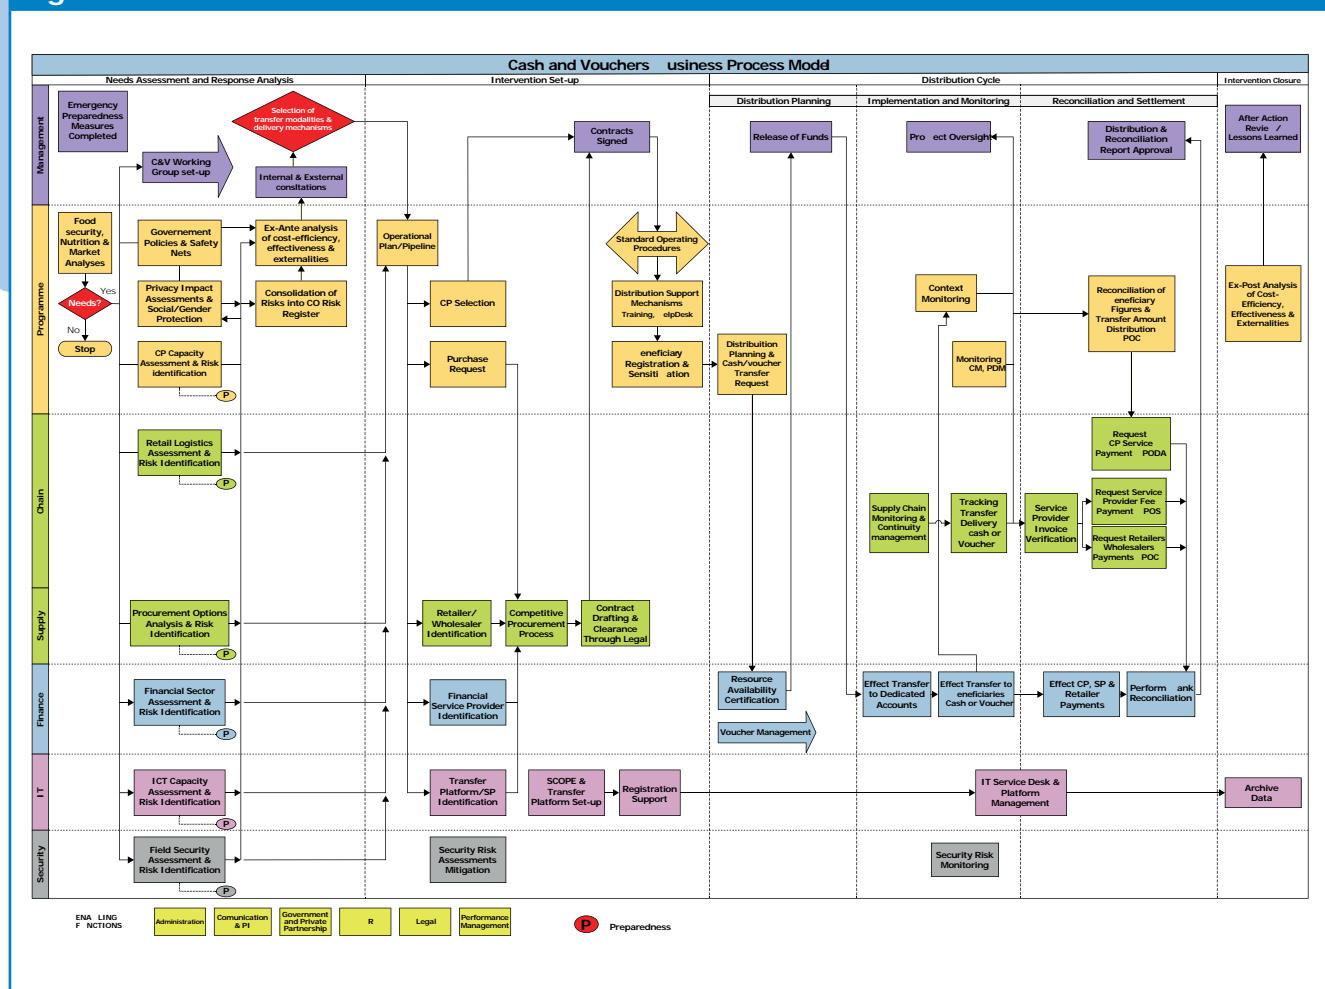 Cash and Vouchers usiness Process Model
Needs Assessment and Response Analysis
Intervention Set-up
Distribution Cycle
Intervention Closure
Distribution Planning
Implementation and Monitoring
Reconciliation and Settlement
Management
Emergency
Preparedness
Measures
Completed
Selection of
transfer modalities &
delivery mechanisms
C&V Working
Group set-up
Internal & Exsternal
consltations
Contracts
Signed
Release of Funds
Pro ect Oversights
Distribution &
Reconciliation
Report Approval
After Action
Revie /
Lessons Learned
Programme
Food
security,
Nutrition &
Market
Analyses
Yes
Needs?
No
Stop
Governement
Policies & Safety
Nets
Ex-Ante analysis
of cost-efficiency,
effectiveness &
externalities
Privacy Impact
Assessments &
Social/Gender
Protection
Consolidation of
Risks into CO Risk
Register
CP Capacity
Assessment & Risk
identification
P
Operational
Plan/Pipeline
CP Selection
Purchase
Request
Standard Operating
Procedures
Distribution Support
Mechanisms
Training, elpDesk
eneficiary
Registration &
Sensiti ation
Distribuition
Planning &
Cash/voucher
Transfer
Request
Context
Monitoring
Monitoring
CM, PDM
Reconciliation of
eneficiary
Figures &
Transfer Amount
Distribution
POC
Ex-Post Analysis
of Cost-
Efficiency,
Effectiveness &
Externalities
Chain
Retail Logistics
Assessment &
Risk Identification
P
Request
CP Service
Payment PODA
Supply Chain
Monitoring &
Continuity
management
Tracking
Transfer
Delivery
cash or
Voucher
Service
Provider
Invoice
Verification
Request Service
Provider Fee
Payment POS
Request Retailers
Wholesalers
Payments POC
Supply
Procurement Options
Analysis & Risk
Identification
P
Retailer/
Wholesaler
Identification
Competitive
Procurement
Process
Contract
Drafting &
Clearance
Through Legal
Finance
Financial Sector
Assessment &
Risk Identification
P
Financial
Service Provider
Identification
Resource
Availability
Certification
Voucher Management
Effect Transfer
to Dedicated
Accounts
Effect Transfer to
eneficiaries
Cash or Voucher
Effect CP, SP &
Retailer
Payments
Perform ank
Reconciliation
IT
ICT Capacity
Assessment &
Risk Identification
P
Transfer
Platform/SP
Identification
SCOPE &
Transfer
Platform Set-up
Registration
Support
IT Service Desk &
Platform
Management
Archive
Data
Security
Field Security
Assessment &
Risk Identification
P
Security Risk
Assessments
Mitigation
Security Risk
Monitoring
ENA LING
F NCTIONS
Administration
Comunication
& PI
Government
and Private
Partnership
R
Legal
Performance
Management
P
Preparedness